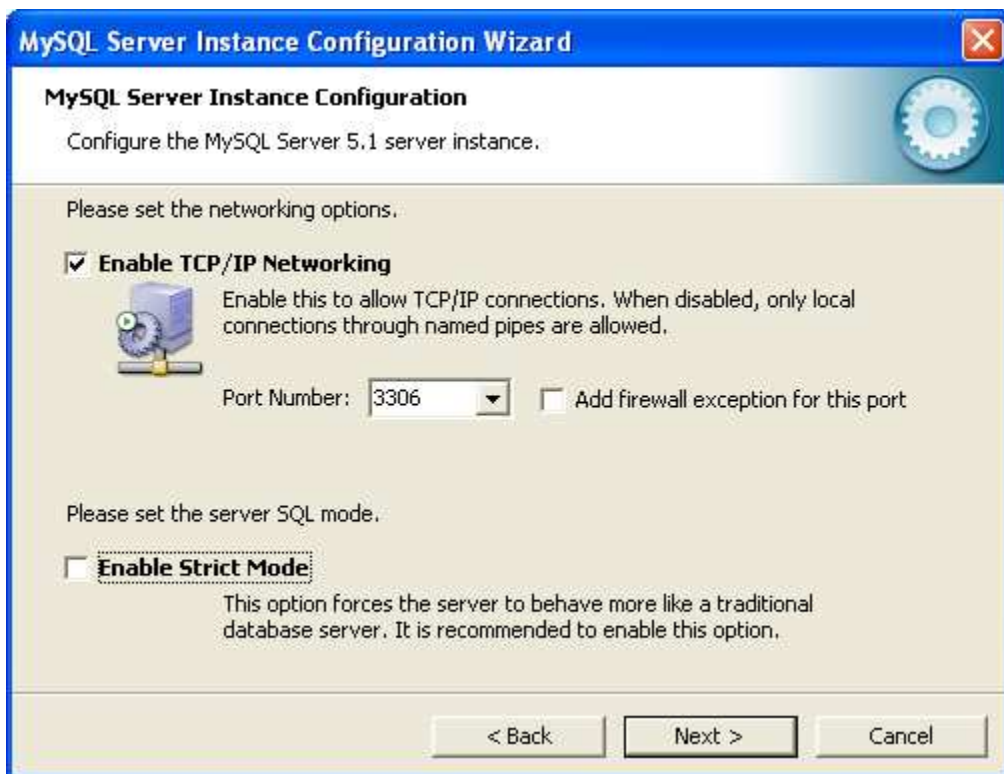 MySQL Server Instance Configuration Wizard
MySQL Server Instance Configuration
Configure the MySQL Server 5.1 server instance.
Please set the networking options.
Enable TCP/IP Networking
Enable this to allow TCP/IP connections. When disabled, only local
connections through named pipes are allowed.
Port Number: 3306 Add firewall exception for this port
Please set the server SQL mode.
Enable Strict Mode
This option forces the server to behave more like a traditional
database server. It is recommended to enable this option.
< Back Next > Cancel